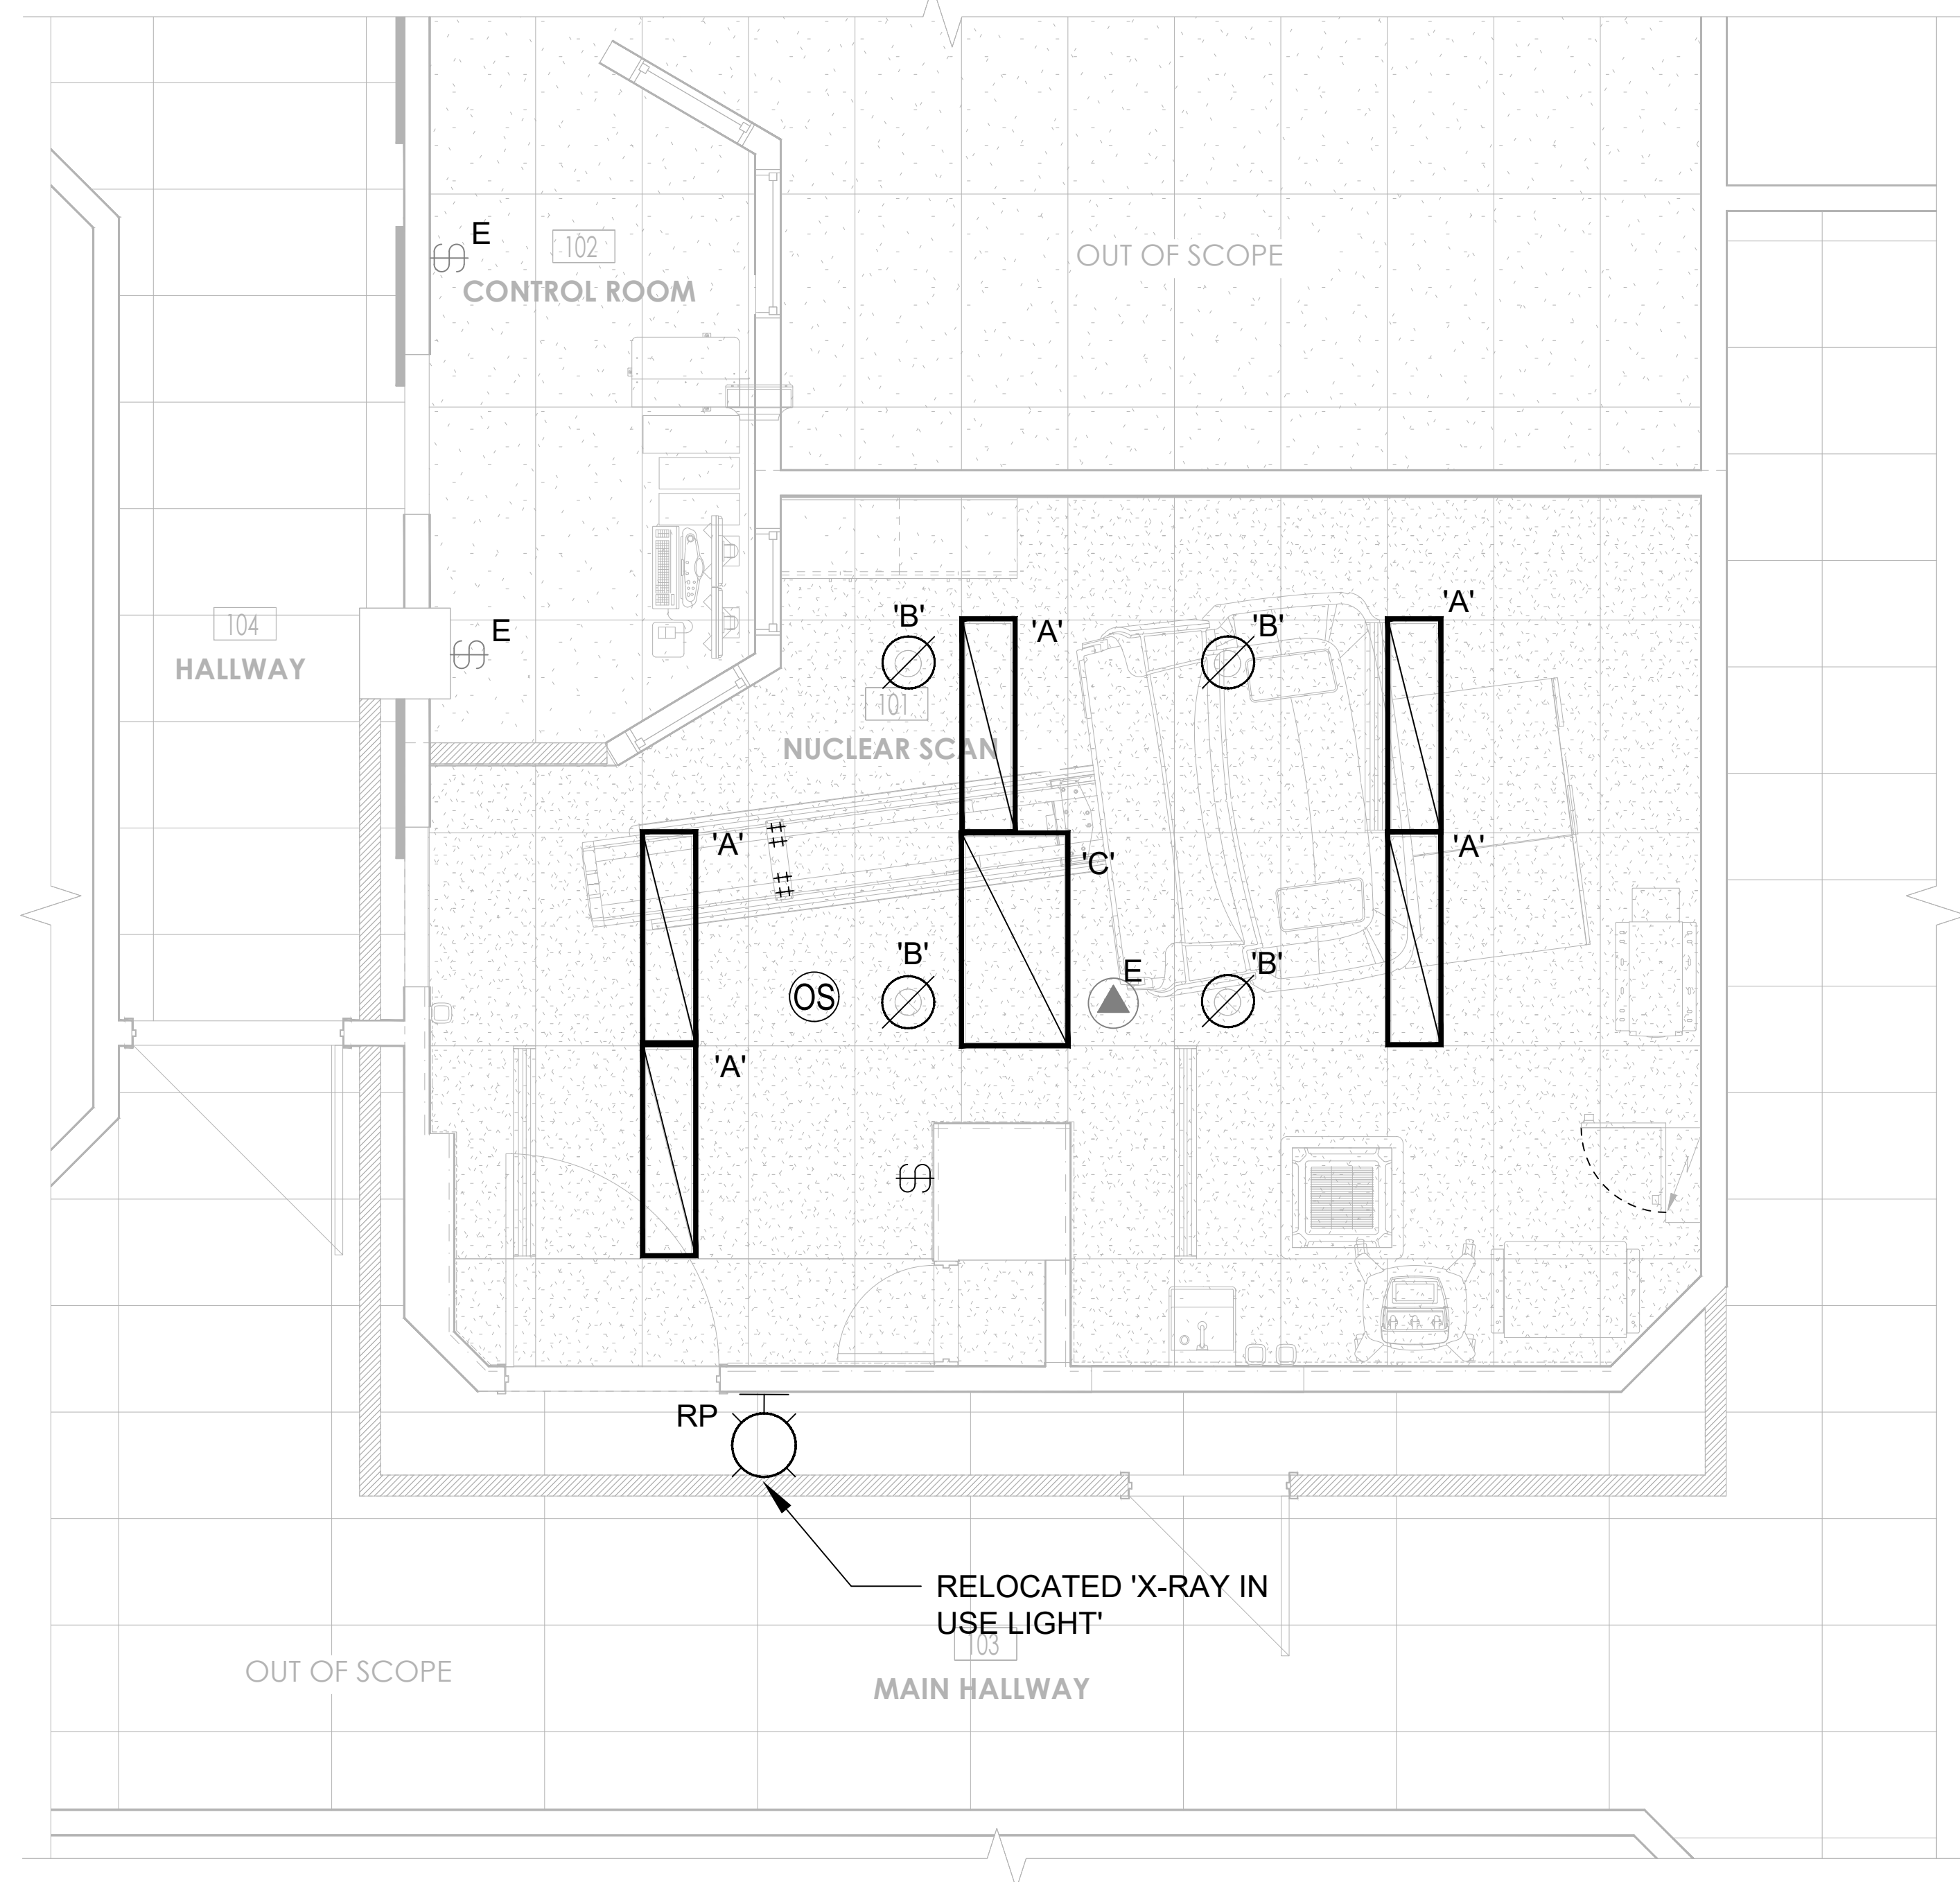 E
102
CONTROL ROOM
OUT OF SCOPE
104
HALLWAY
E
'B'
'A'
'B'
'A'
101
NUCLEAR SCAN
'A'
'C'
'A'
'B'
OS
E
'B'
'A'
$
$
$
RP
RELOCATED 'X-RAY IN
USE LIGHT'
103
MAIN HALLWAY
OUT OF SCOPE